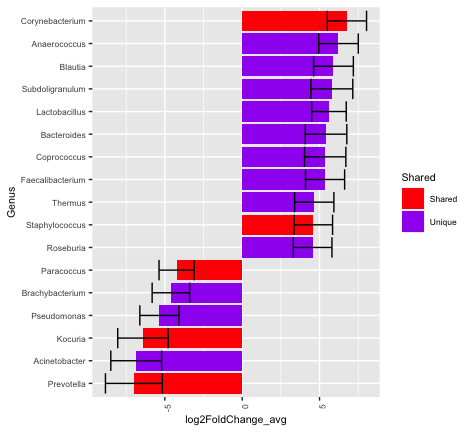 Corynebacterium
Anaerococcus
Blautia
Subdoligranulum
Lactobacillus
Bacteroides
Coprococcus
Faecalibacterium
Thermus
Staphylococcus
Roseburia
Paracoccus
Brachybacterium
Pseudomonas
Kocuria
Acinetobacter
Prevotella
Genus
-5
0
5
log2FoldChange_avg
Shared
Shared
Unique